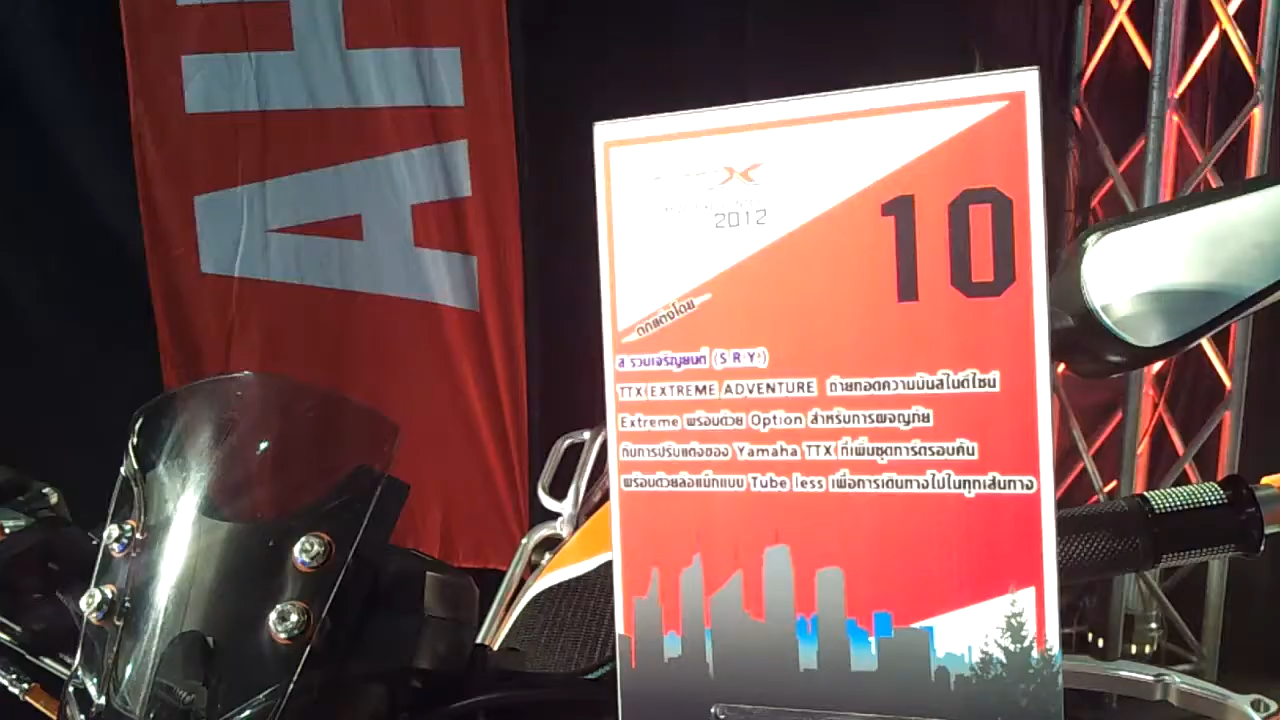 AH
2012
10
ตกแต่งโดย
ส รวมเจริญยนต์ (S R Y )
TTX EXTREME ADVENTURE ถ่ายทอดความมันส์ในดีไซน์
Extreme พร้อมด้วย Option สำหรับการผจญภัย
กับการปรับแต่งของ Yamaha TTX ที่เพิ่มชุดการ์ดรอบคัน
พร้อมด้วยล้อแม็กแบบ Tube less เพื่อการเดินทางไปในทุกเส้นทาง